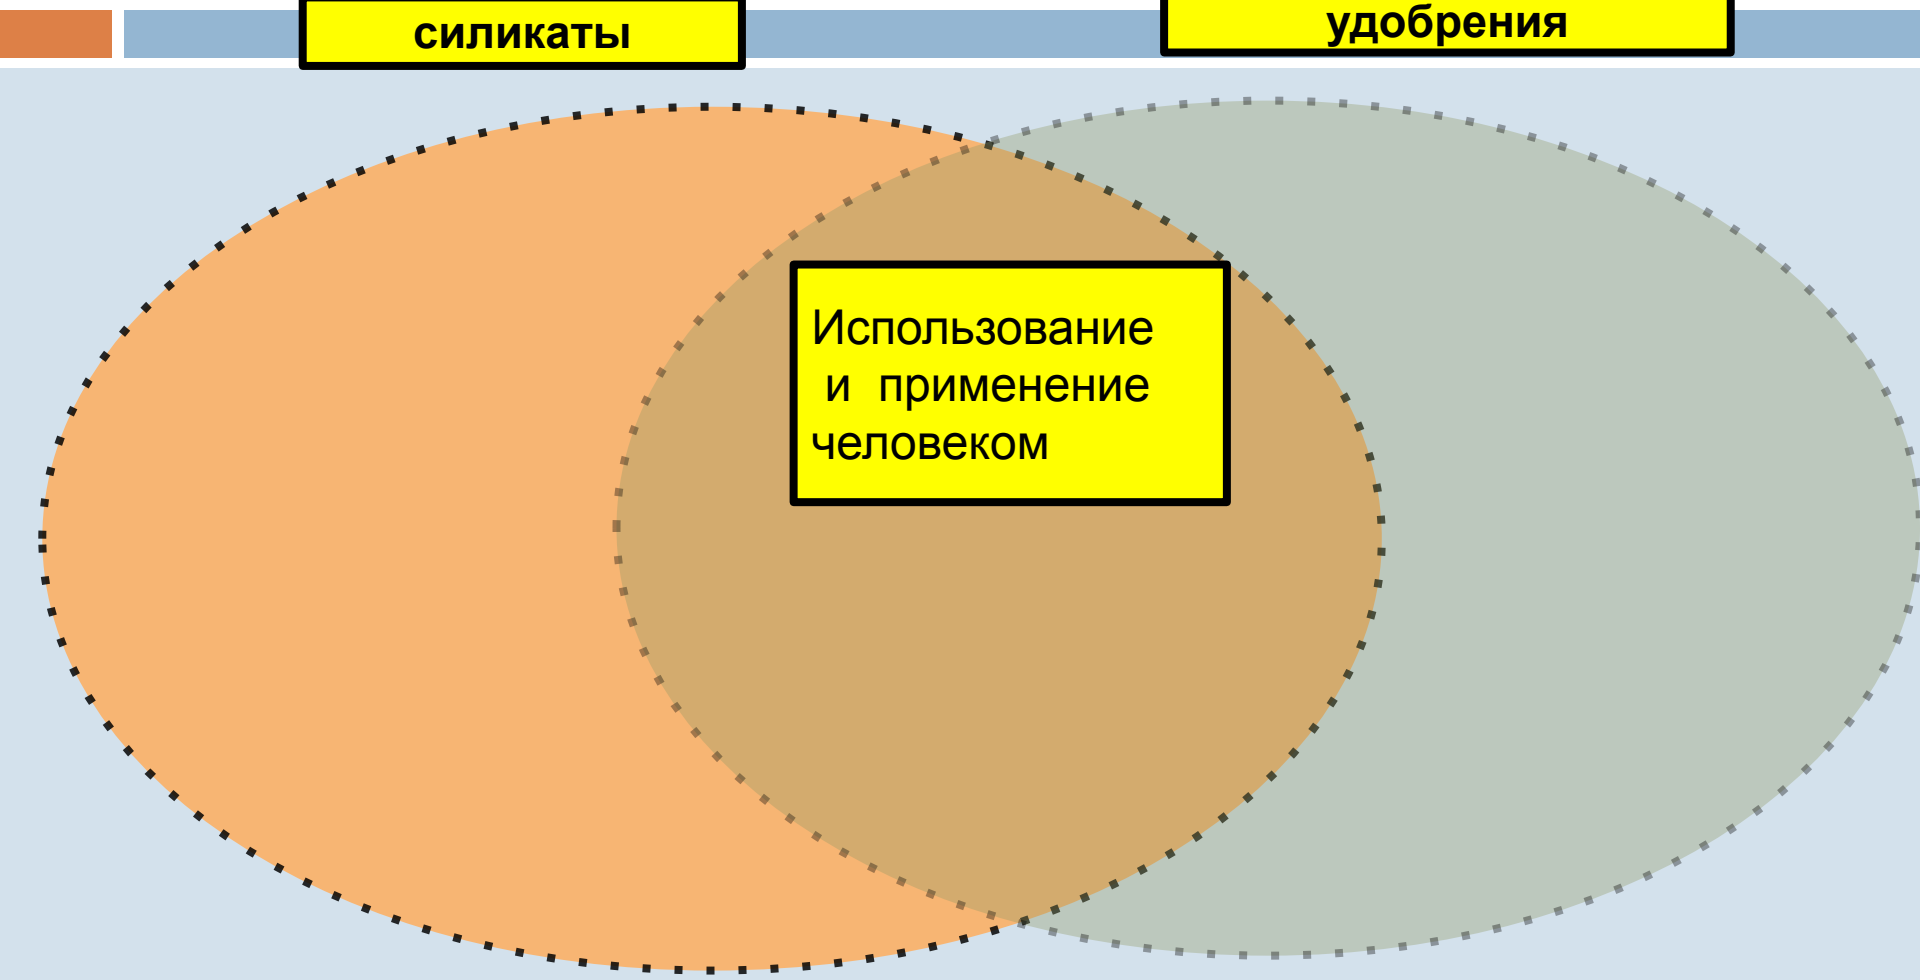 силикаты
удобрения
Использование
и применение
человеком